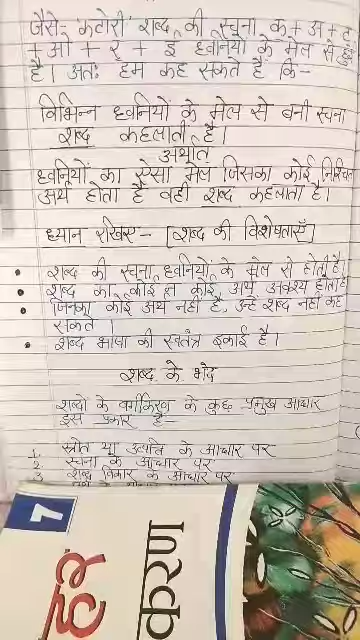 जैसे 'कटोरी' शब्द की रचना क + अ + ट
+ ओ + र् + ई ध्वनियों के मेल से हुई
है। अतः हम कह सकते हैं कि-
विभिन्न ध्वनियों के मेल से बनी रचना
शब्द कहलाती है।
अर्थात
ध्वनियों का ऐसा मेल जिसका कोई निश्चित
अर्थ होता है वही शब्द कहलाता है।
ध्यान रखिए- [शब्द की विशेषताएँ]
• शब्द की रचना ध्वनियों के मेल से होती है।
• शब्द का कोई न कोई अर्थ अवश्य होता है
• जिनका कोई अर्थ नहीं है, उन्हें शब्द नहीं कह
सकते।
• शब्द भाषा की स्वतंत्र इकाई है।
शब्द के भेद
शब्दों के वर्गीकरण के कुछ प्रमुख आधार
इस प्रकार है-
1. स्रोत या उत्पत्ति के आधार पर
2. रचना के आधार पर
3. शब्द विकार के आधार पर
7
करण